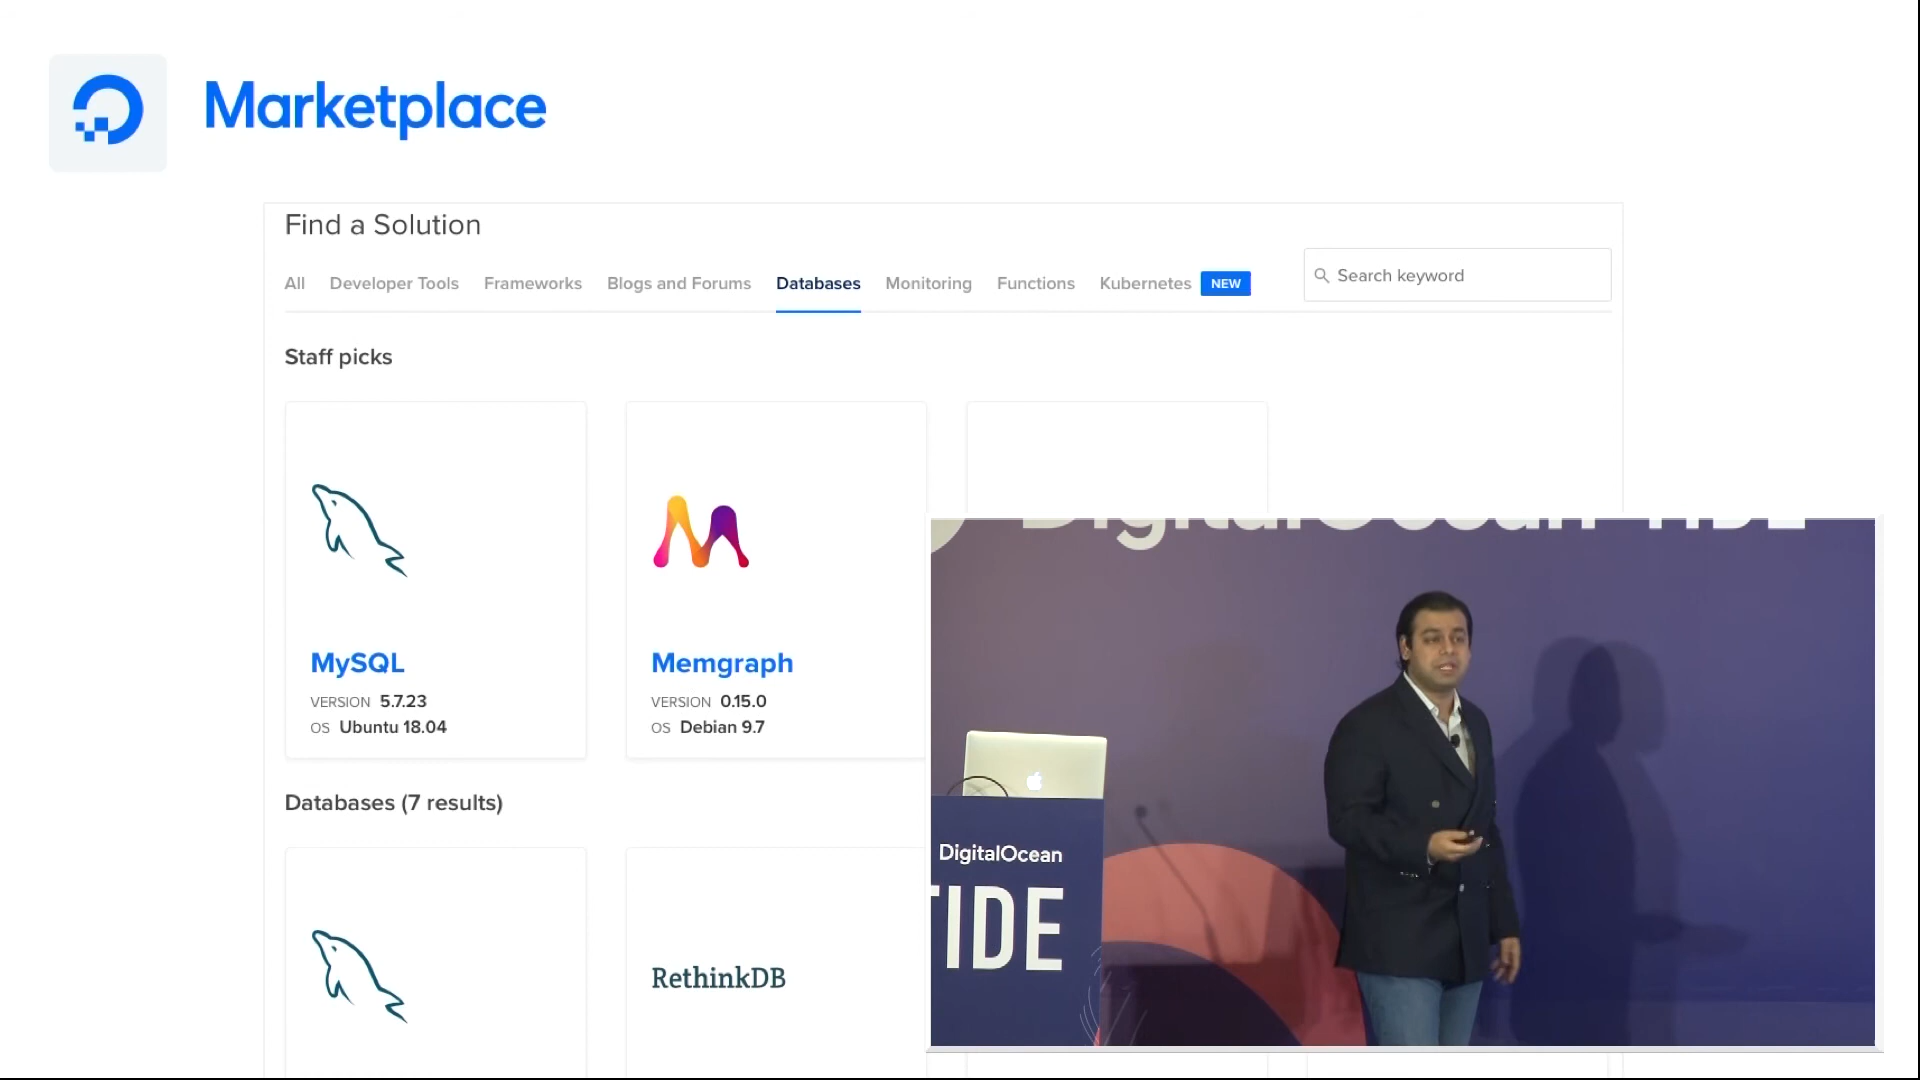 Marketplace
Find a Solution
All Developer Tools Frameworks Blogs and Forums Databases Monitoring Functions Kubernetes NEW
Search keyword
Staff picks
MySQL
VERSION 5.7.23
OS Ubuntu 18.04
Memgraph
VERSION 0.15.0
OS Debian 9.7
Databases (7 results)
RethinkDB
DigitalOcean TIDE
DigitalOcean
TIDE